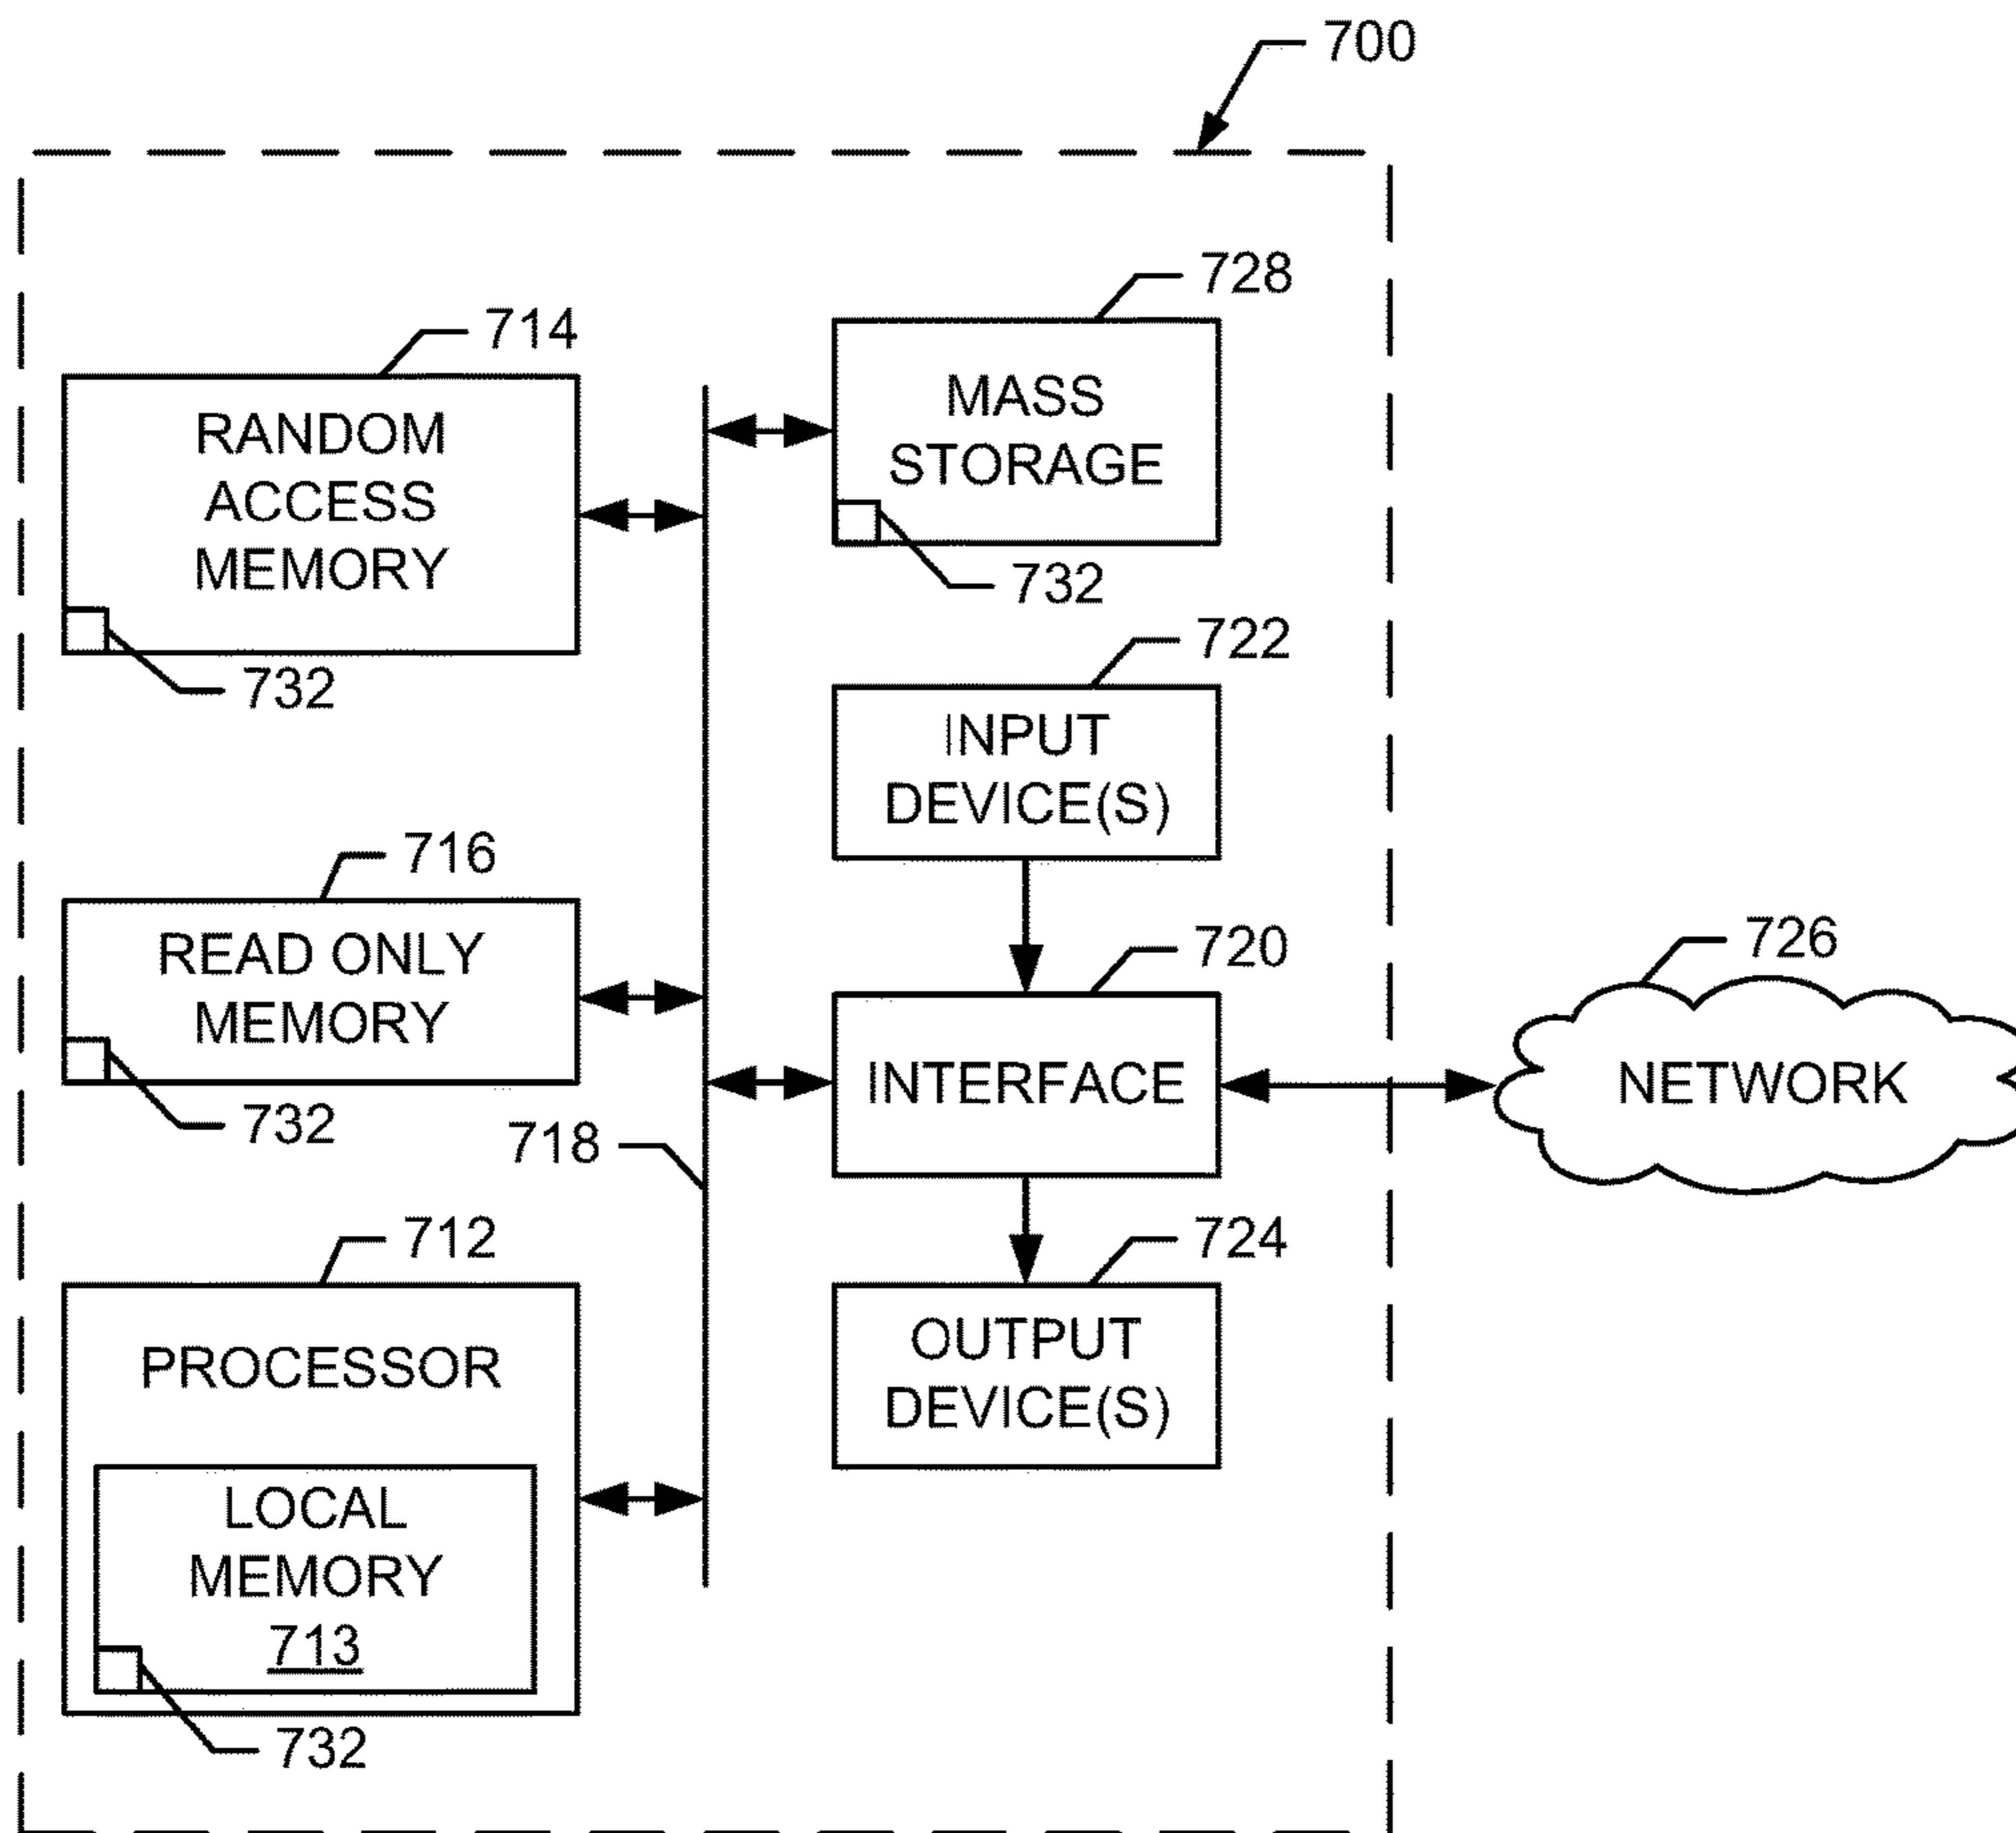 700
728
714
MASS
STORAGE
RANDOM
ACCESS
MEMORY
732
732
722
INPUT
DEVICE(S)
716
READ ONLY
MEMORY
732
720
726
INTERFACE
NETWORK
718
712
724
PROCESSOR
OUTPUT
DEVICE(S)
LOCAL
MEMORY
713
732